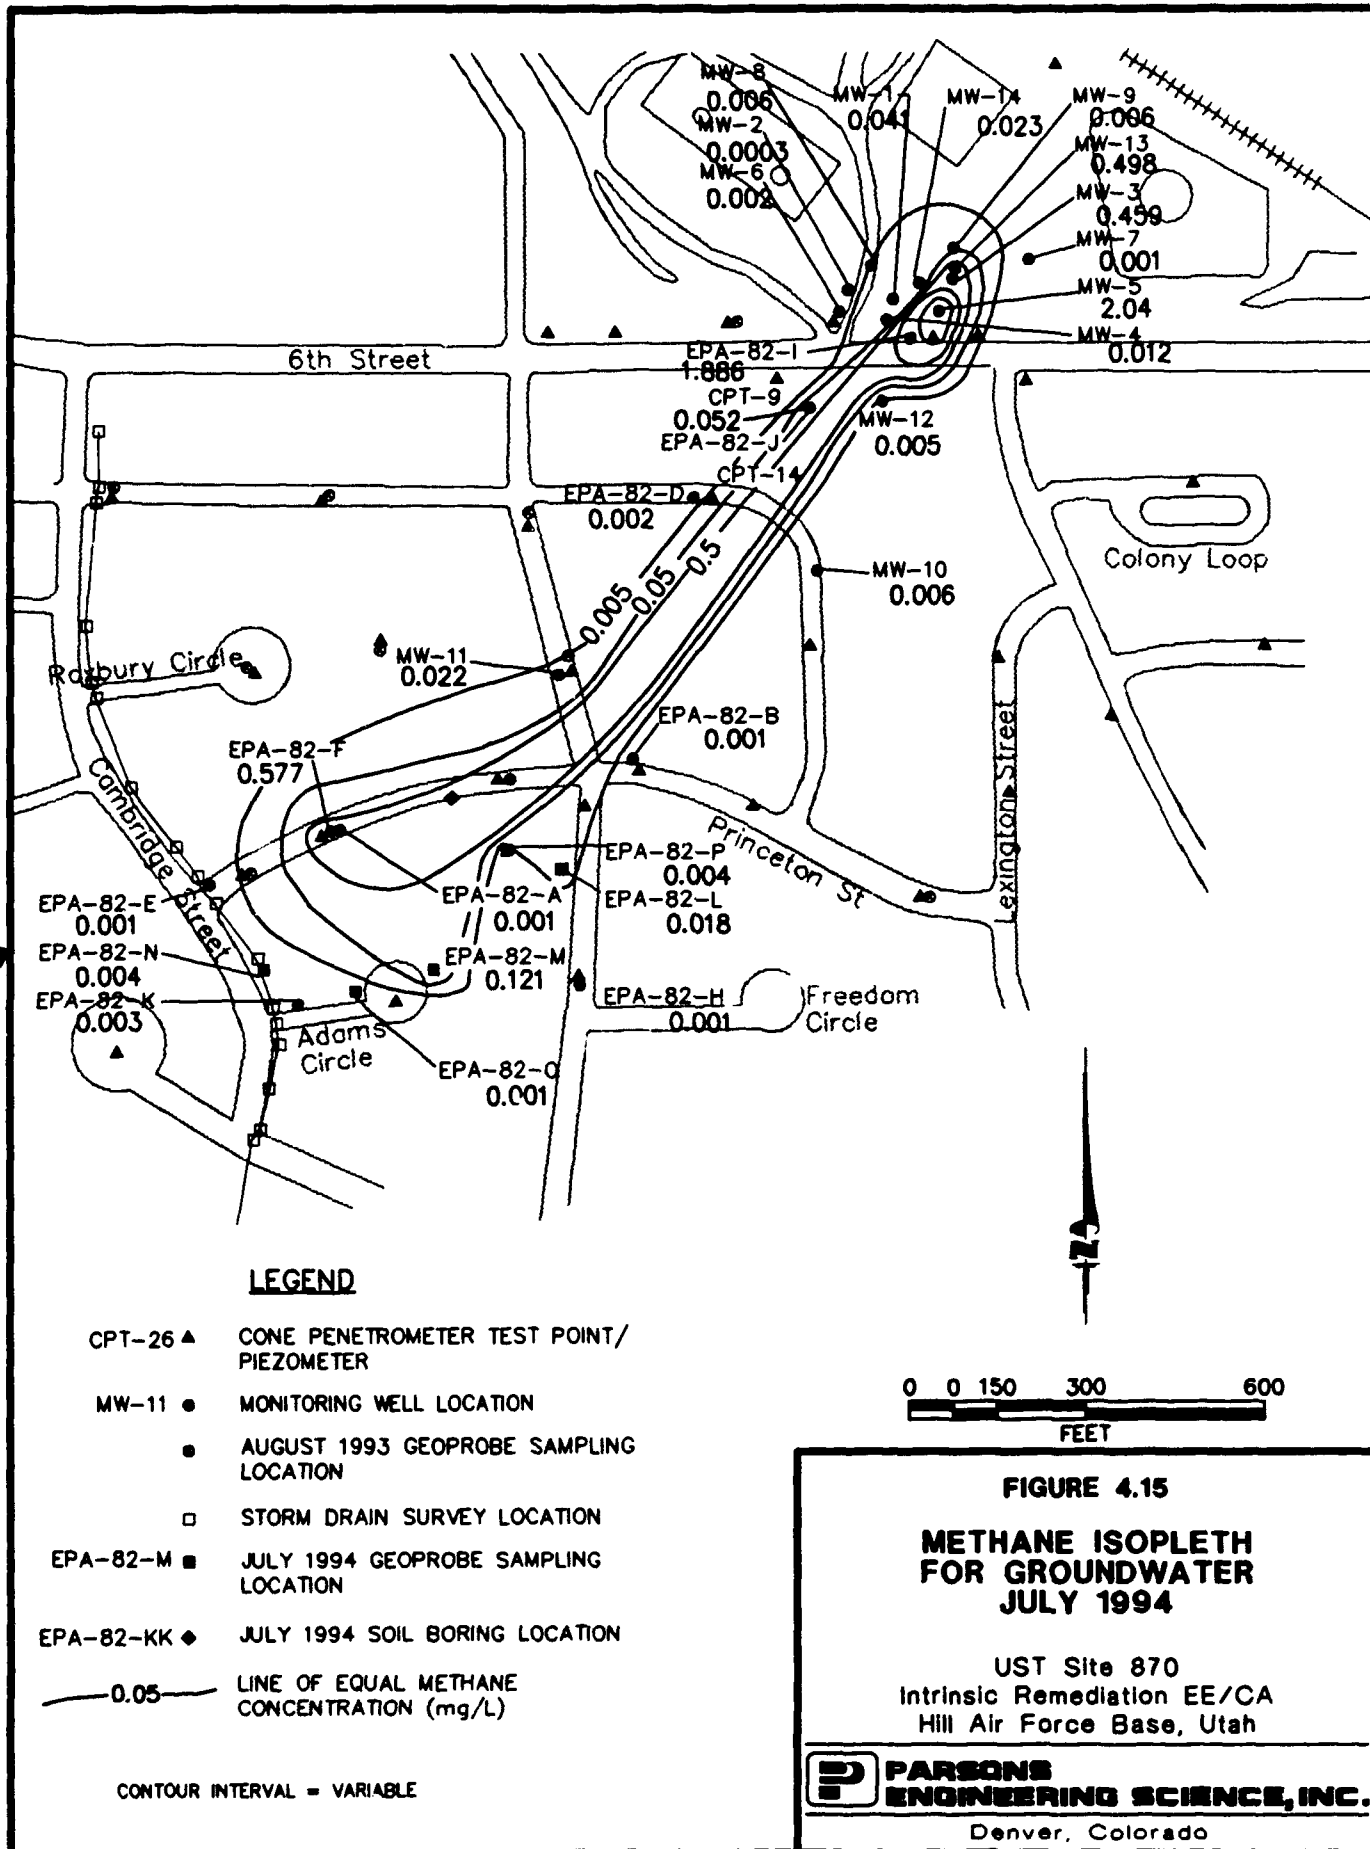 MW-8
0.006
MW-2
0.0003
MW-6
0.002
MW-1
0.041
MW-14
0.023
MW-9
0.006
MW-13
0.498
MW-3
0.459
MW-7
0.001
MW-5
2.04
MW-4
0.012
6th Street
EPA-82-I
1.886
CPT-9
0.052
EPA-82-J
CPT-14
MW-12
0.005
EPA-82-D
0.002
0.005
0.05
0.5
MW-10
0.006
Colony Loop
Roxbury Circle
MW-11
0.022
EPA-82-B
0.001
EPA-82-F
0.577
Cambridge Street
Princeton St
Lexington Street
EPA-82-P
0.004
EPA-82-L
0.018
EPA-82-A
0.001
EPA-82-E
0.001
EPA-82-N
0.004
EPA-82-K
0.003
EPA-82-M
0.121
EPA-82-H
0.001
Freedom
Circle
Adams
Circle
EPA-82-O
0.001
N
LEGEND
CPT-26 CONE PENETROMETER TEST POINT/
PIEZOMETER
MW-11 MONITORING WELL LOCATION
AUGUST 1993 GEOPROBE SAMPLING
LOCATION
STORM DRAIN SURVEY LOCATION
EPA-82-M JULY 1994 GEOPROBE SAMPLING
LOCATION
EPA-82-KK JULY 1994 SOIL BORING LOCATION
0.05 LINE OF EQUAL METHANE
CONCENTRATION (mg/L)
CONTOUR INTERVAL = VARIABLE
0 0 150 300 600
FEET
FIGURE 4.15
METHANE ISOPLETH
FOR GROUNDWATER
JULY 1994
UST Site 870
Intrinsic Remediation EE/CA
Hill Air Force Base, Utah
PARSONS
ENGINEERING SCIENCE, INC.
Denver, Colorado